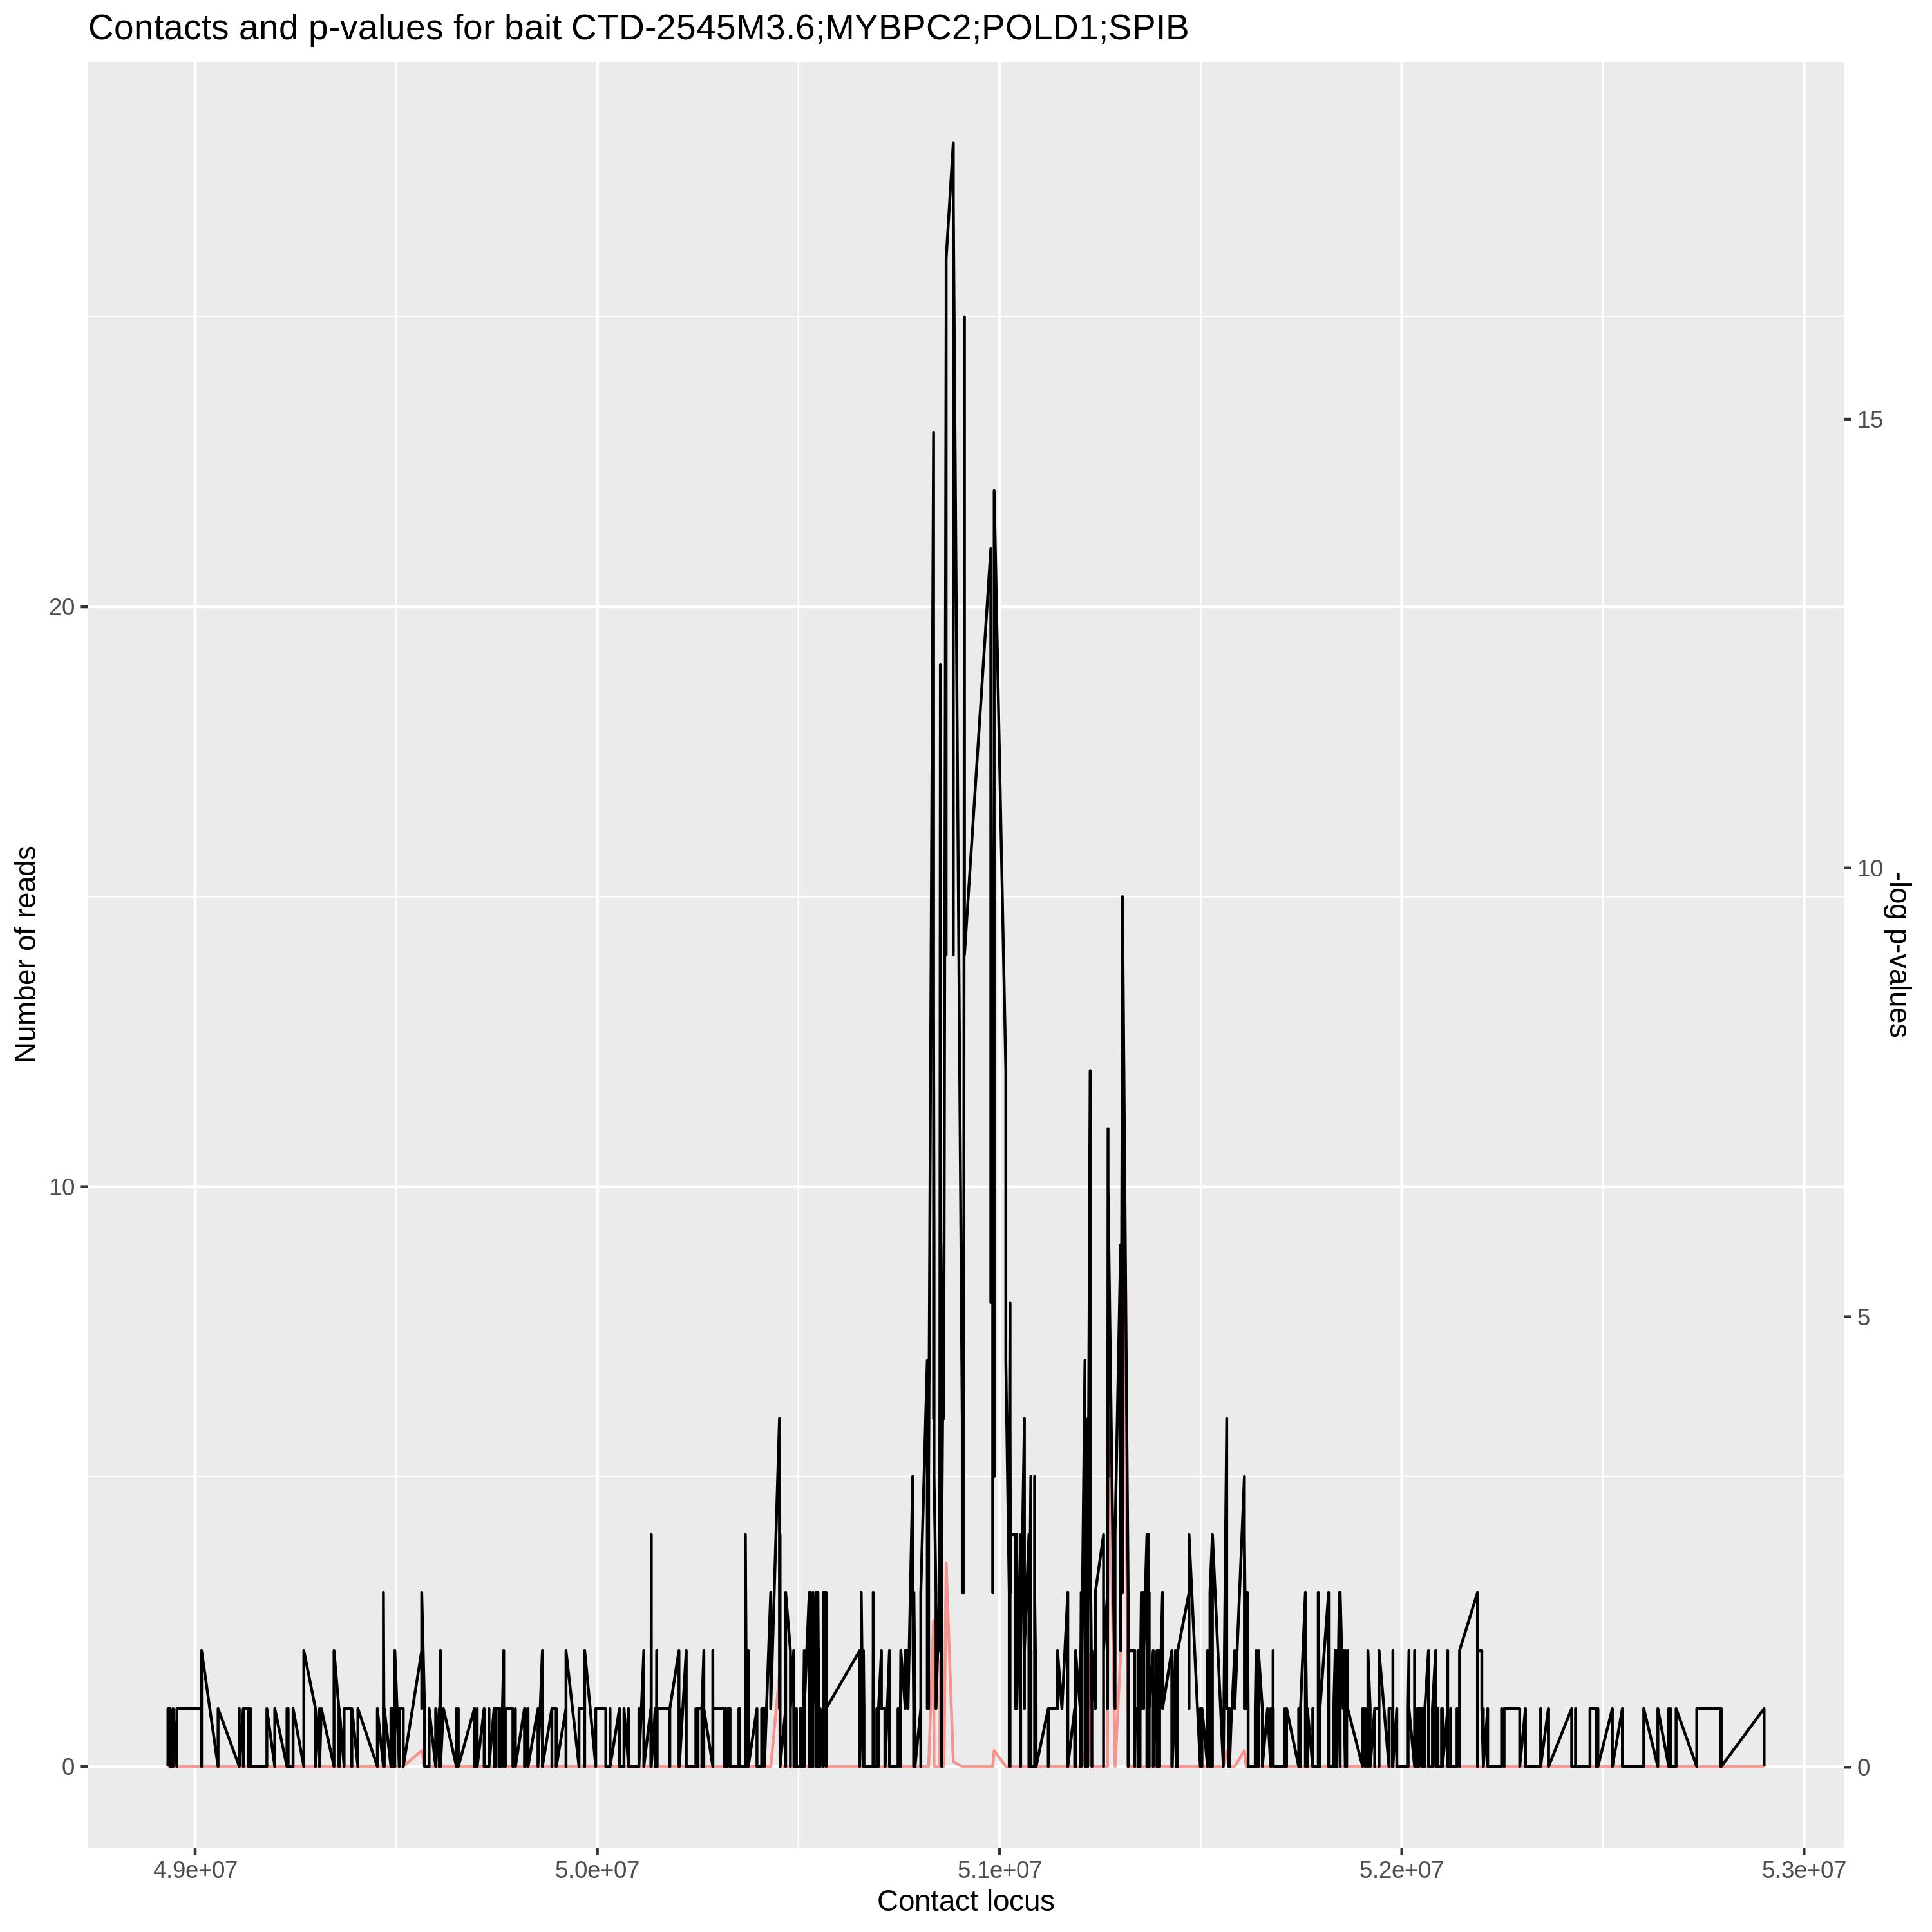 Contacts and p-values for bait CTD-2545M3.6;MYBPC2;POLD1;SPIB
Number of reads
20
10
0
15
10
5
0
-log p-values
4.9e+07
5.0e+07
5.1e+07
5.2e+07
5.3e+07
Contact locus